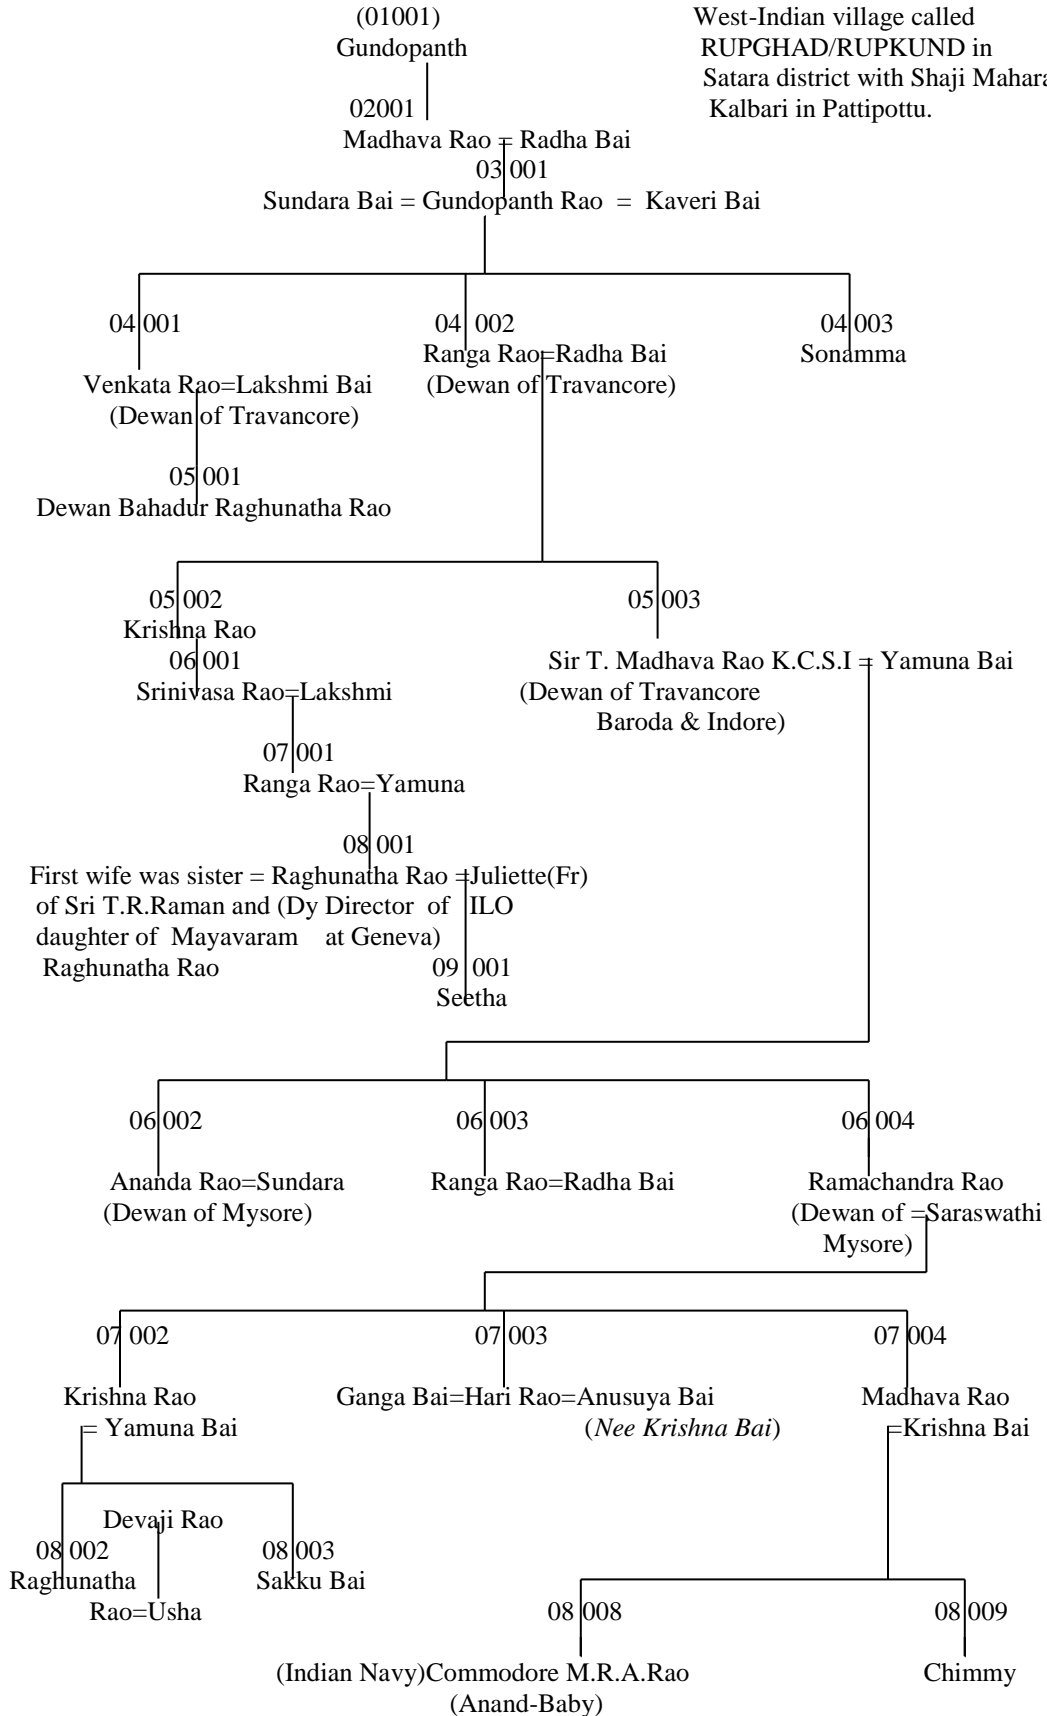 (01001)
Gundopanth
West-Indian village called
RUPGHAD/RUPKUND in
Satara district with Shaji Mahara
Kalbari in Pattipottu.
02001
Madhava Rao = Radha Bai
03 001
Sundara Bai = Gundopanth Rao = Kaveri Bai
04 001
04 002
04 003
Ranga Rao=Radha Bai
(Dewan of Travancore)
Sonamma
Venkata Rao=Lakshmi Bai
(Dewan of Travancore)
05 001
Dewan Bahadur Raghunatha Rao
05 002
Krishna Rao
05 003
06 001
Srinivasa Rao=Lakshmi
Sir T. Madhava Rao K.C.S.I = Yamuna Bai
(Dewan of Travancore
Baroda & Indore)
07 001
Ranga Rao=Yamuna
08 001
First wife was sister = Raghunatha Rao =Juliette(Fr)
of Sri T.R.Raman and (Dy Director of ILO
daughter of Mayavaram at Geneva)
Raghunatha Rao
09 001
Seetha
06 002
06 003
06 004
Ananda Rao=Sundara
(Dewan of Mysore)
Ranga Rao=Radha Bai
Ramachandra Rao
(Dewan of =Saraswathi
Mysore)
07 002
07 003
07 004
Krishna Rao
= Yamuna Bai
Ganga Bai=Hari Rao=Anusuya Bai
(Nee Krishna Bai)
Madhava Rao
=Krishna Bai
Devaji Rao
08 002
08 003
Raghunatha
Sakku Bai
Rao=Usha
08 008
08 009
(Indian Navy)Commodore M.R.A.Rao
(Anand-Baby)
Chimmy